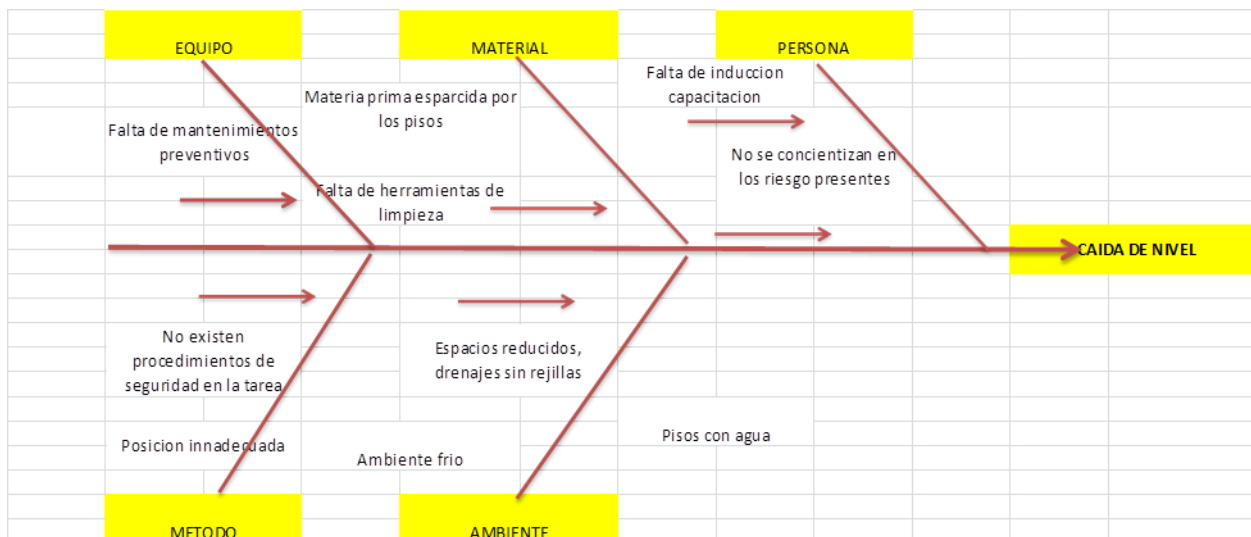 EQUIPO
MATERIAL
PERSONA
Falta de induccion
capacitacion
Materia prima esparcida por
los pisos
Falta de mantenimientos
preventivos
No se concientizan en
los riesgo presentes
Falta de herramientas de
limpieza
CAIDA DE NIVEL
No existen
procedimientos de
seguridad en la tarea
Espacios reducidos,
drenajes sin rejillas
Posicion innadecuada
Ambiente frio
Pisos con agua
METODO
AMBIENTE